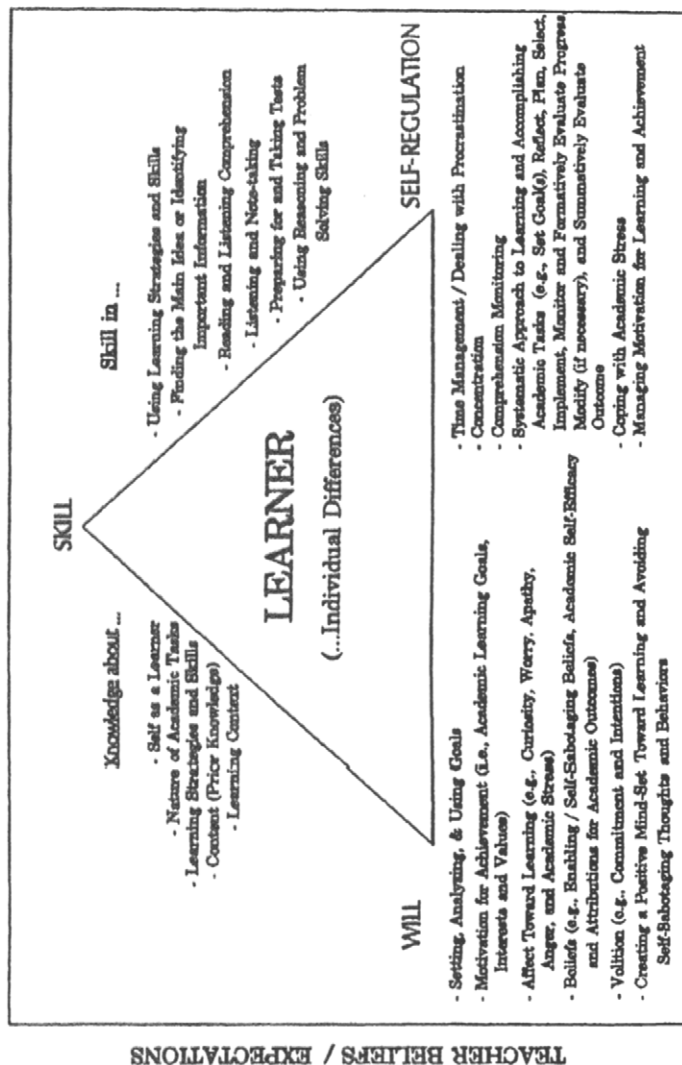 SKILL
Knowledge about ...
- Self as a Learner
- Nature of Academic Tasks
- Learning Strategies and Skills
- Content (Prior Knowledge)
- Learning Context
Skill in ...
- Using Learning Strategies and Skills
- Finding the Main Idea or Identifying
Important Information
- Reading and Listening Comprehension
- Listening and Note-taking
- Preparing for and Taking Tests
- Using Reasoning and Problem
Solving Skills
LEARNER
(...Individual Differences)
WILL
- Setting, Analyzing, & Using Goals
- Motivation for Achievement (i.e., Academic Learning Goals,
Interests and Values)
- Affect Toward Learning (e.g., Curiosity, Worry, Apathy,
Anger, and Academic Stress)
- Beliefs (e.g., Enabling / Self-Sabotaging Beliefs, Academic Self-Efficacy
and Attributions for Academic Outcomes)
- Volition (e.g., Commitment and Intentions)
- Creating a Positive Mind-Set Toward Learning and Avoiding
Self-Sabotaging Thoughts and Behaviors
SELF-REGULATION
- Time Management / Dealing with Procrastination
- Concentration
- Comprehension Monitoring
- Systematic Approach to Learning and Accomplishing
Academic Tasks (e.g., Set Goal(s), Reflect, Plan, Select,
Implement, Monitor and Formatively Evaluate Progress,
Modify (if necessary), and Summatively Evaluate
Outcome
- Coping with Academic Stress
- Managing Motivation for Learning and Achievement
TEACHER BELIEFS / EXPECTATIONS